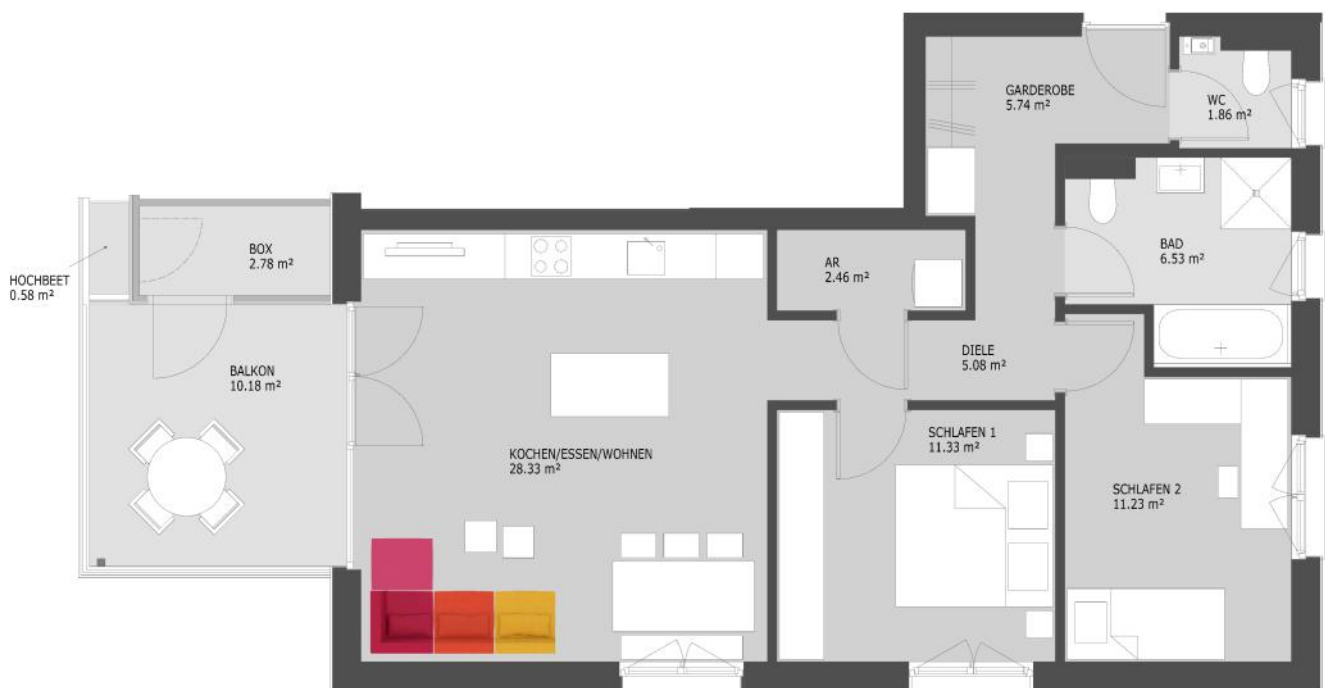 GARDEROBE
5.74 m²
WC
1.86 m²
BOX
2.78 m²
HOCHBEET
0.58 m²
AR
2.46 m²
BAD
6.53 m²
BALKON
10.18 m²
DIELE
5.08 m²
KOCHEN/ESSEN/WOHNEN
28.33 m²
SCHLAFEN 1
11.33 m²
SCHLAFEN 2
11.23 m²